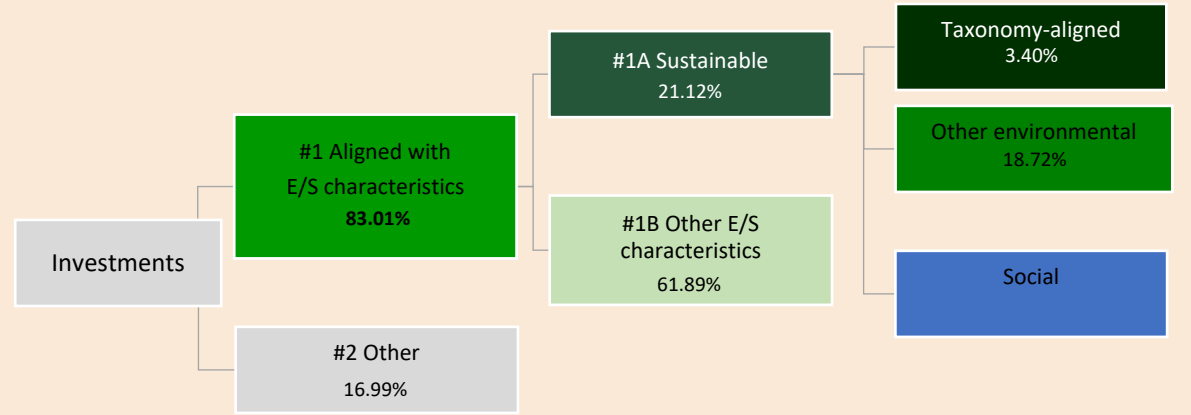 Investments
#1 Aligned with
E/S characteristics
83.01%
#2 Other
16.99%
#1A Sustainable
21.12%
#1B Other E/S
characteristics
61.89%
Taxonomy-aligned
3.40%
Other environmental
18.72%
Social